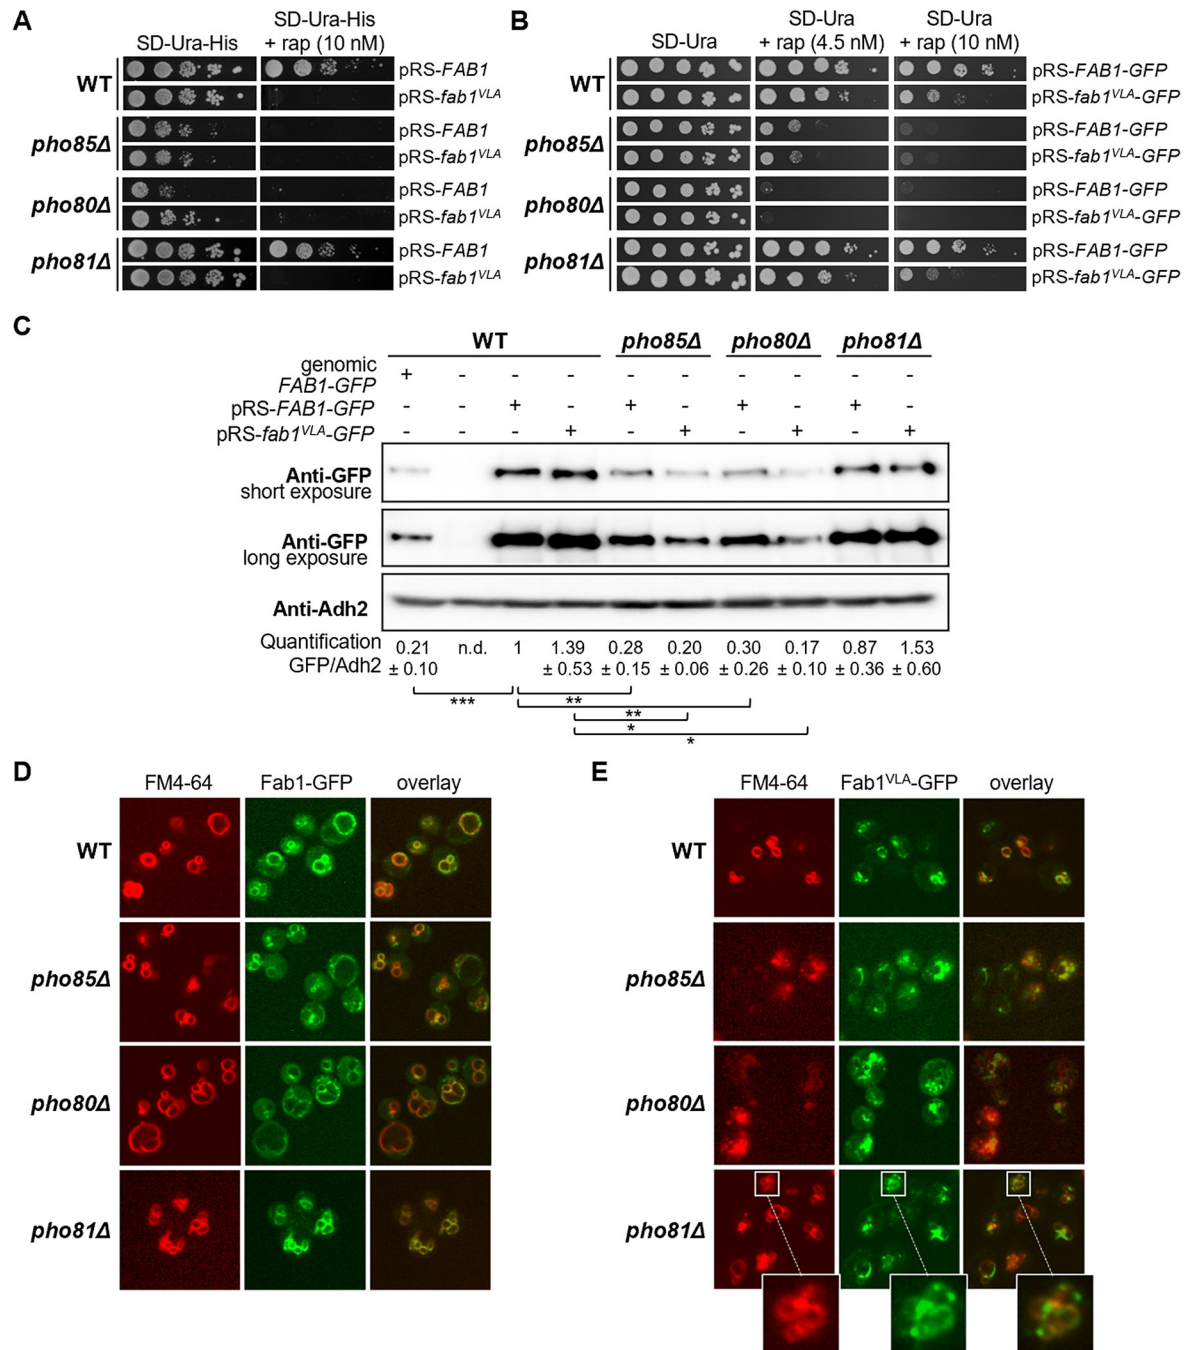 A
SD-Ura-His
SD-Ura-His
+ rap (10 nM)
WT
pRS-FAB1
pRS-fab1VLA
pho85Δ
pRS-FAB1
pRS-fab1VLA
pho80Δ
pRS-FAB1
pRS-fab1VLA
pho81Δ
pRS-FAB1
pRS-fab1VLA
B
SD-Ura
SD-Ura
+ rap (4.5 nM)
SD-Ura
+ rap (10 nM)
WT
pRS-FAB1-GFP
pRS-fab1VLA-GFP
pho85Δ
pRS-FAB1-GFP
pRS-fab1VLA-GFP
pho80Δ
pRS-FAB1-GFP
pRS-fab1VLA-GFP
pho81Δ
pRS-FAB1-GFP
pRS-fab1VLA-GFP
C
WT pho85Δ pho80Δ pho81Δ
genomic
FAB1-GFP + - - - - - - - - -
pRS-FAB1-GFP - - + - + - + - + -
pRS-fab1VLA-GFP - - - + - + - + - +
Anti-GFP
short exposure
Anti-GFP
long exposure
Anti-Adh2
Quantification 0.21 n.d. 1 1.39 0.28 0.20 0.30 0.17 0.87 1.53
GFP/Adh2 ± 0.10 ± 0.53 ± 0.15 ± 0.06 ± 0.26 ± 0.10 ± 0.36 ± 0.60
*** **
**
*
*
D
FM4-64 Fab1-GFP overlay
WT
pho85Δ
pho80Δ
pho81Δ
E
FM4-64 Fab1VLA-GFP overlay
WT
pho85Δ
pho80Δ
pho81Δ